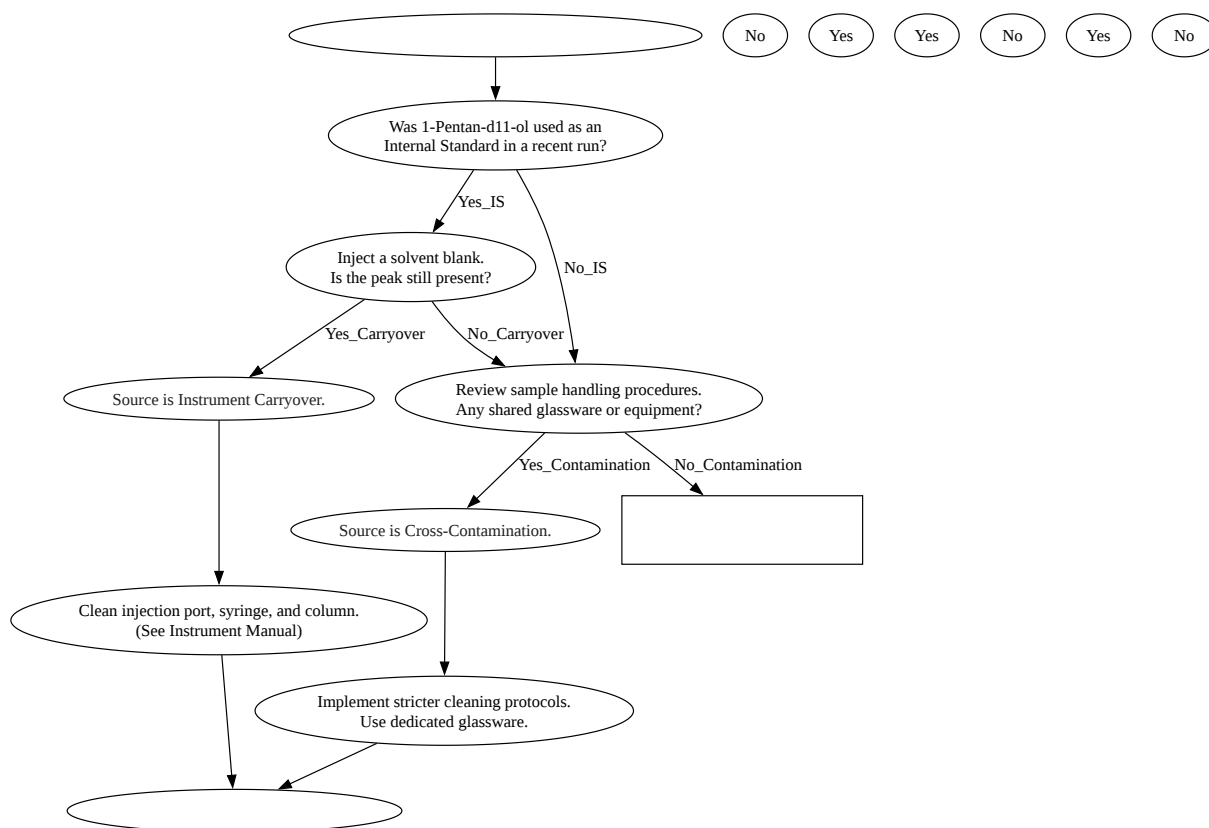 No
Yes
Yes
No
Yes
No
Was 1-Pentan-d11-ol used as an
Internal Standard in a recent run?
Yes_IS
Inject a solvent blank.
Is the peak still present?
No_IS
Yes_Carryover
No_Carryover
Source is Instrument Carryover.
Review sample handling procedures.
Any shared glassware or equipment?
Yes_Contamination
No_Contamination
Source is Cross-Contamination.
Clean injection port, syringe, and column.
(See Instrument Manual)
Implement stricter cleaning protocols.
Use dedicated glassware.